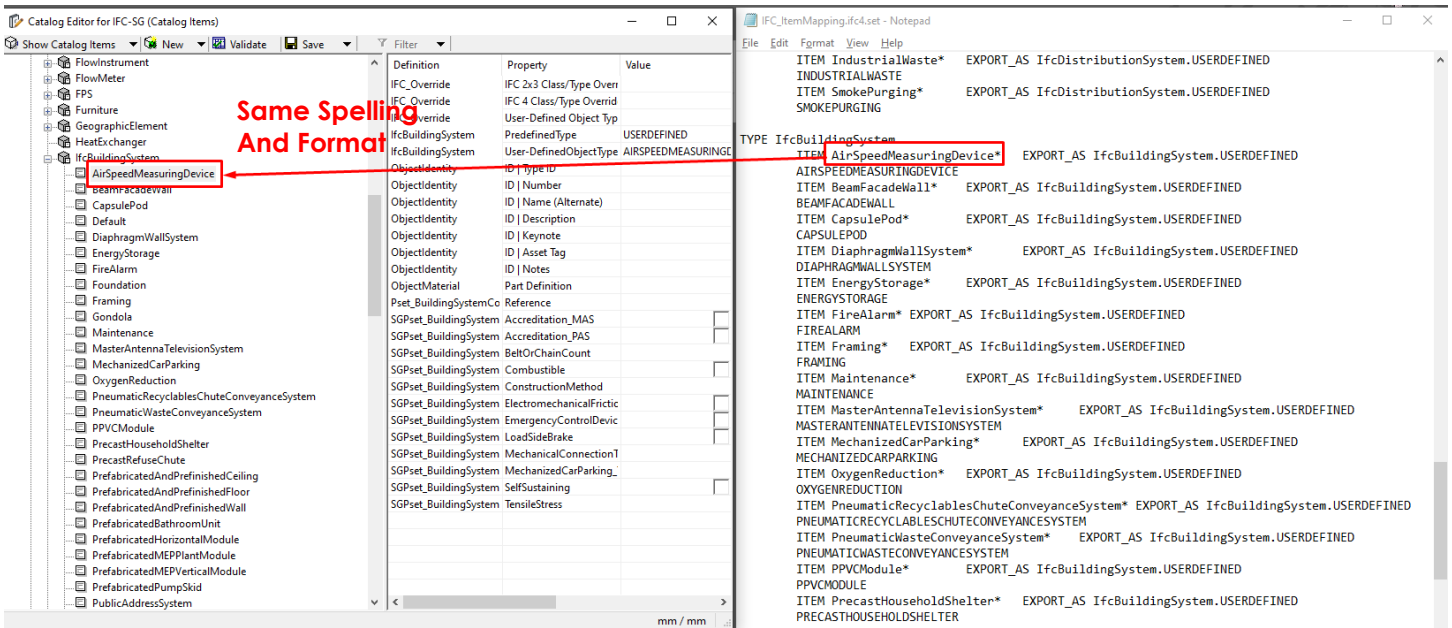 Catalog Editor for IFC-SG (Catalog Items)
Show Catalog Items New Validate Save Filter
FlowInstrument
FlowMeter
FPS
Furniture
GeographicElement
HeatExchanger
IfcBuildingSystem
AirSpeedMeasuringDevice
BeamFacadeWall
CapsulePod
Default
DiaphragmWallSystem
EnergyStorage
FireAlarm
Foundation
Framing
Gondola
Maintenance
MasterAntennaTelevisionSystem
MechanizedCarParking
OxygenReduction
PneumaticRecyclablesChuteConveyanceSystem
PneumaticWasteConveyanceSystem
PPVCModule
PrecastHouseholdShelter
PrecastRefuseChute
PrefabricatedAndPrefinishedCeiling
PrefabricatedAndPrefinishedFloor
PrefabricatedAndPrefinishedWall
PrefabricatedBathroomUnit
PrefabricatedHorizontalModule
PrefabricatedMEPPlantModule
PrefabricatedMEPVerticalModule
PrefabricatedPumpSkid
PublicAddressSystem
Same Spelling
And Format
Definition Property Value
IFC_Override IFC 2x3 Class/Type Overr
IFC_Override IFC 4 Class/Type Overrid
IFC_Override User-Defined Object Typ
IfcBuildingSystem PredefinedType USERDEFINED
IfcBuildingSystem User-DefinedObjectType AIRSPEEDMEASURINGD
ObjectIdentity ID | Type ID
ObjectIdentity ID | Number
ObjectIdentity ID | Name (Alternate)
ObjectIdentity ID | Description
ObjectIdentity ID | Keynote
ObjectIdentity ID | Asset Tag
ObjectIdentity ID | Notes
ObjectMaterial Part Definition
Pset_BuildingSystemCo Reference
SGPset_BuildingSystem Accreditation_MAS
SGPset_BuildingSystem Accreditation_PAS
SGPset_BuildingSystem BeltOrChainCount
SGPset_BuildingSystem Combustible
SGPset_BuildingSystem ConstructionMethod
SGPset_BuildingSystem ElectromechanicalFrictic
SGPset_BuildingSystem EmergencyControlDevic
SGPset_BuildingSystem LoadSideBrake
SGPset_BuildingSystem MechanicalConnectionT
SGPset_BuildingSystem MechanizedCarParking_
SGPset_BuildingSystem SelfSustaining
SGPset_BuildingSystem TensileStress
mm / mm
IFC_ItemMapping.ifc4.set - Notepad
File Edit Format View Help
ITEM IndustrialWaste* EXPORT_AS IfcDistributionSystem.USERDEFINED
INDUSTRIALWASTE
ITEM SmokePurging* EXPORT_AS IfcDistributionSystem.USERDEFINED
SMOKEPURGING
TYPE IfcBuildingSystem
ITEM AirSpeedMeasuringDevice* EXPORT_AS IfcBuildingSystem.USERDEFINED
AIRSPEEDMEASURINGDEVICE
ITEM BeamFacadeWall* EXPORT_AS IfcBuildingSystem.USERDEFINED
BEAMFACADEWALL
ITEM CapsulePod* EXPORT_AS IfcBuildingSystem.USERDEFINED
CAPSULEPOD
ITEM DiaphragmWallSystem* EXPORT_AS IfcBuildingSystem.USERDEFINED
DIAPHRAGMWALLSYSTEM
ITEM EnergyStorage* EXPORT_AS IfcBuildingSystem.USERDEFINED
ENERGYSTORAGE
ITEM FireAlarm* EXPORT_AS IfcBuildingSystem.USERDEFINED
FIREALARM
ITEM Framing* EXPORT_AS IfcBuildingSystem.USERDEFINED
FRAMING
ITEM Maintenance* EXPORT_AS IfcBuildingSystem.USERDEFINED
MAINTENANCE
ITEM MasterAntennaTelevisionSystem* EXPORT_AS IfcBuildingSystem.USERDEFINED
MASTERANTENNATELEVISIONSYSTEM
ITEM MechanizedCarParking* EXPORT_AS IfcBuildingSystem.USERDEFINED
MECHANIZEDCARPARKING
ITEM OxygenReduction* EXPORT_AS IfcBuildingSystem.USERDEFINED
OXYGENREDUCTION
ITEM PneumaticRecyclablesChuteConveyanceSystem* EXPORT_AS IfcBuildingSystem.USERDEFINED
PNEUMATICRECYCLABLESCHUTECONVEYANCESYSTEM
ITEM PneumaticWasteConveyanceSystem* EXPORT_AS IfcBuildingSystem.USERDEFINED
PNEUMATICWASTECONVEYANCESYSTEM
ITEM PPVCModule* EXPORT_AS IfcBuildingSystem.USERDEFINED
PPVCMODULE
ITEM PrecastHouseholdShelter* EXPORT_AS IfcBuildingSystem.USERDEFINED
PRECASTHOUSEHOLDSHELTER